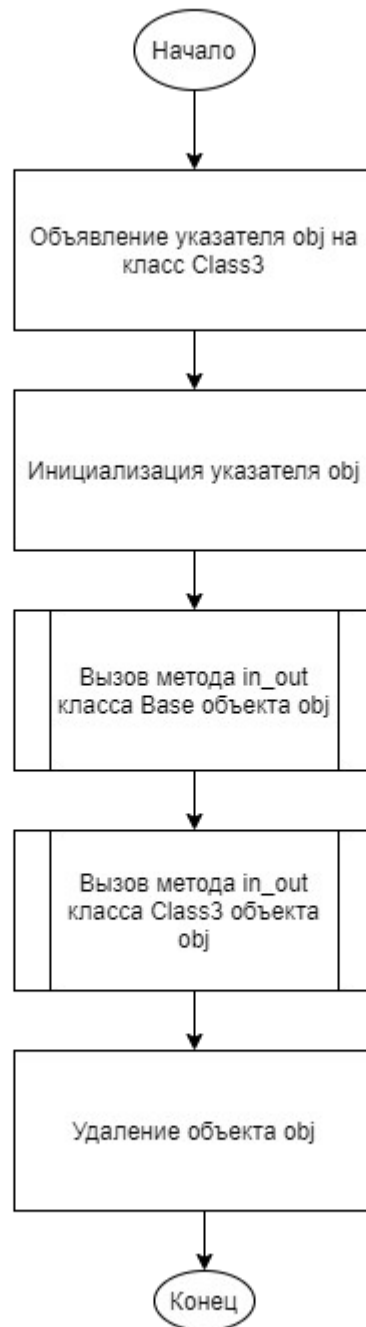 Начало
Объявление указателя obj на
класс Class3
Инициализация указателя obj
Вызов метода in_out
класса Base объекта obj
Вызов метода in_out
класса Class3 объекта
obj
Удаление объекта obj
Конец